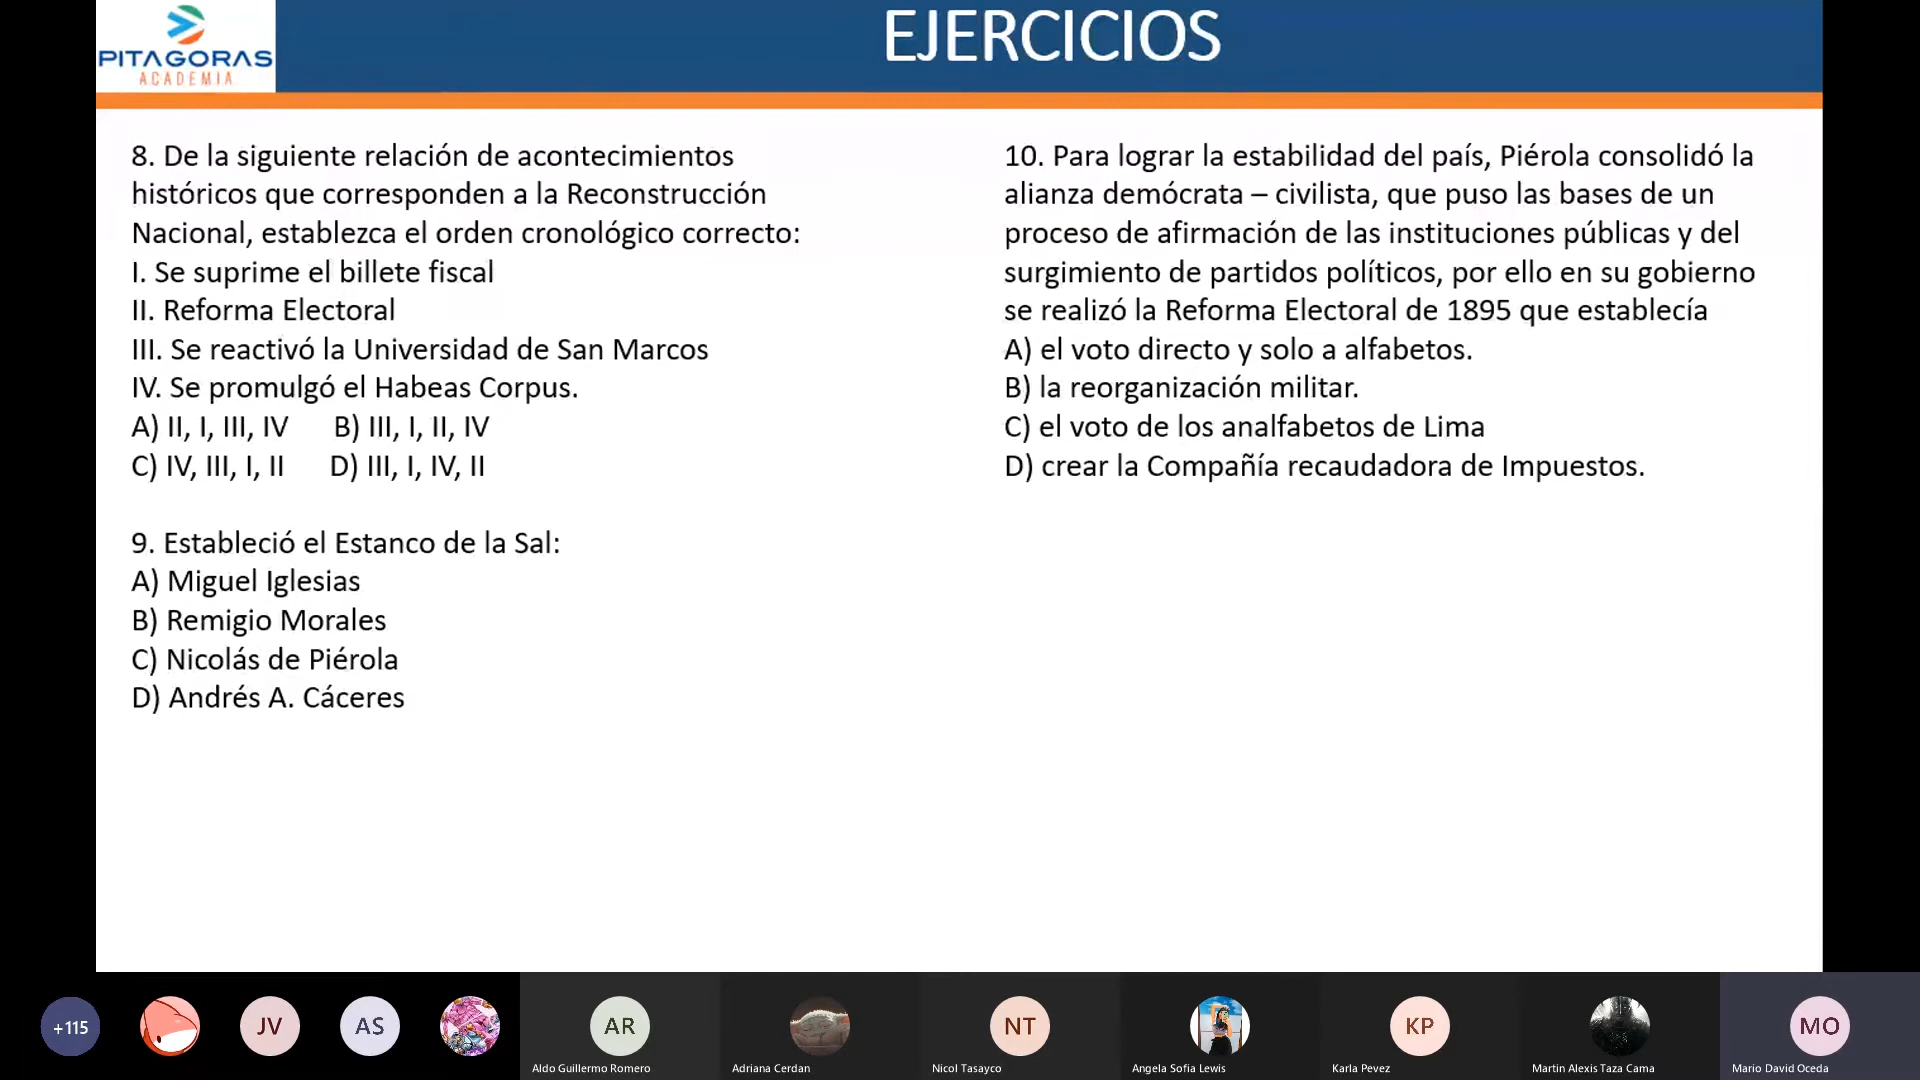 PITAGORAS
ACADEMIA
EJERCICIOS
8. De la siguiente relación de acontecimientos
históricos que corresponden a la Reconstrucción
Nacional, establezca el orden cronológico correcto:
I. Se suprime el billete fiscal
II. Reforma Electoral
III. Se reactivó la Universidad de San Marcos
IV. Se promulgó el Habeas Corpus.
A) II, I, III, IV B) III, I, II, IV
C) IV, III, I, II D) III, I, IV, II
9. Estableció el Estanco de la Sal:
A) Miguel Iglesias
B) Remigio Morales
C) Nicolás de Piérola
D) Andrés A. Cáceres
10. Para lograr la estabilidad del país, Piérola consolidó la
alianza demócrata – civilista, que puso las bases de un
proceso de afirmación de las instituciones públicas y del
surgimiento de partidos políticos, por ello en su gobierno
se realizó la Reforma Electoral de 1895 que establecía
A) el voto directo y solo a alfabetos.
B) la reorganización militar.
C) el voto de los analfabetos de Lima
D) crear la Compañía recaudadora de Impuestos.
+115
JV
AS
AR
NT
KP
MO
Aldo Guillermo Romero
Adriana Cerdan
Nicol Tasayco
Angela Sofia Lewis
Karla Pevez
Martin Alexis Taza Cama
Mario David Oceda